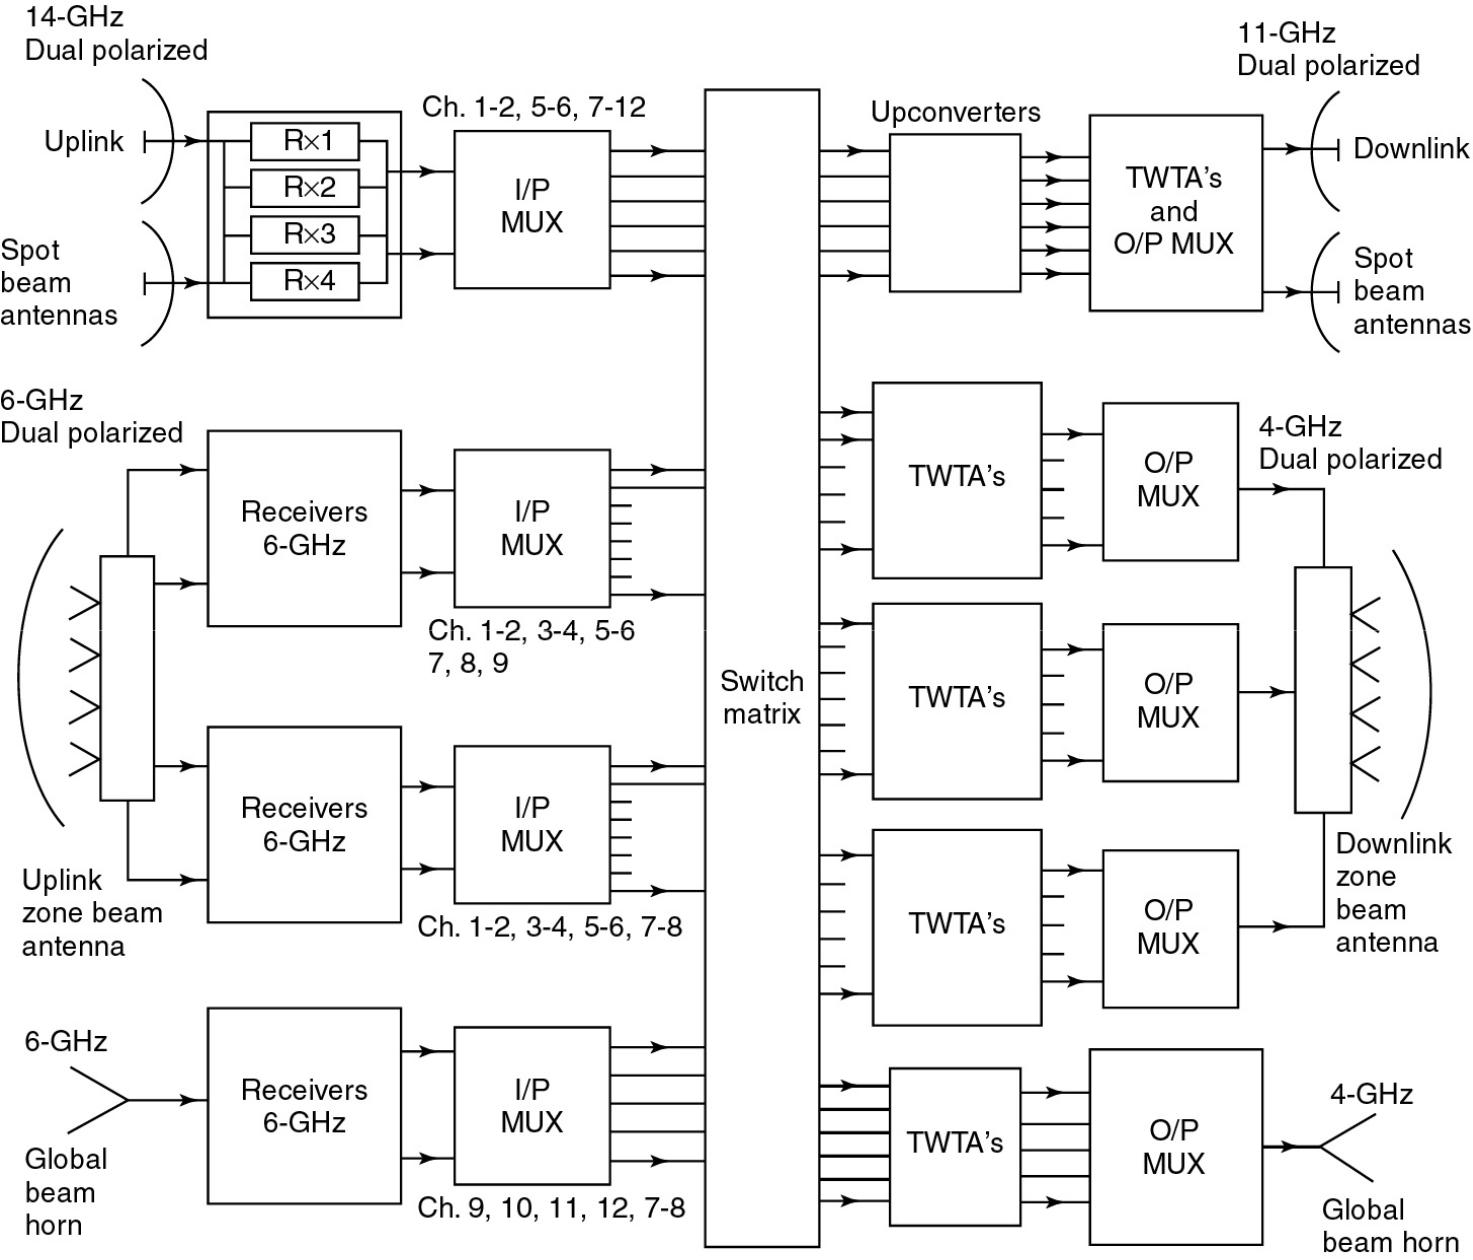 14-GHz
Dual polarized
Uplink
Spot
beam
antennas
R×1
R×2
R×3
R×4
Ch. 1-2, 5-6, 7-12
I/P
MUX
Upconverters
TWTA's
and
O/P MUX
11-GHz
Dual polarized
Downlink
Spot
beam
antennas
6-GHz
Dual polarized
Receivers
6-GHz
I/P
MUX
Ch. 1-2, 3-4, 5-6
7, 8, 9
Receivers
6-GHz
I/P
MUX
Ch. 1-2, 3-4, 5-6, 7-8
Uplink
zone beam
antenna
Switch
matrix
TWTA's
O/P
MUX
4-GHz
Dual polarized
TWTA's
O/P
MUX
TWTA's
O/P
MUX
Downlink
zone
beam
antenna
6-GHz
Global
beam
horn
Receivers
6-GHz
I/P
MUX
Ch. 9, 10, 11, 12, 7-8
TWTA's
O/P
MUX
4-GHz
Global
beam horn